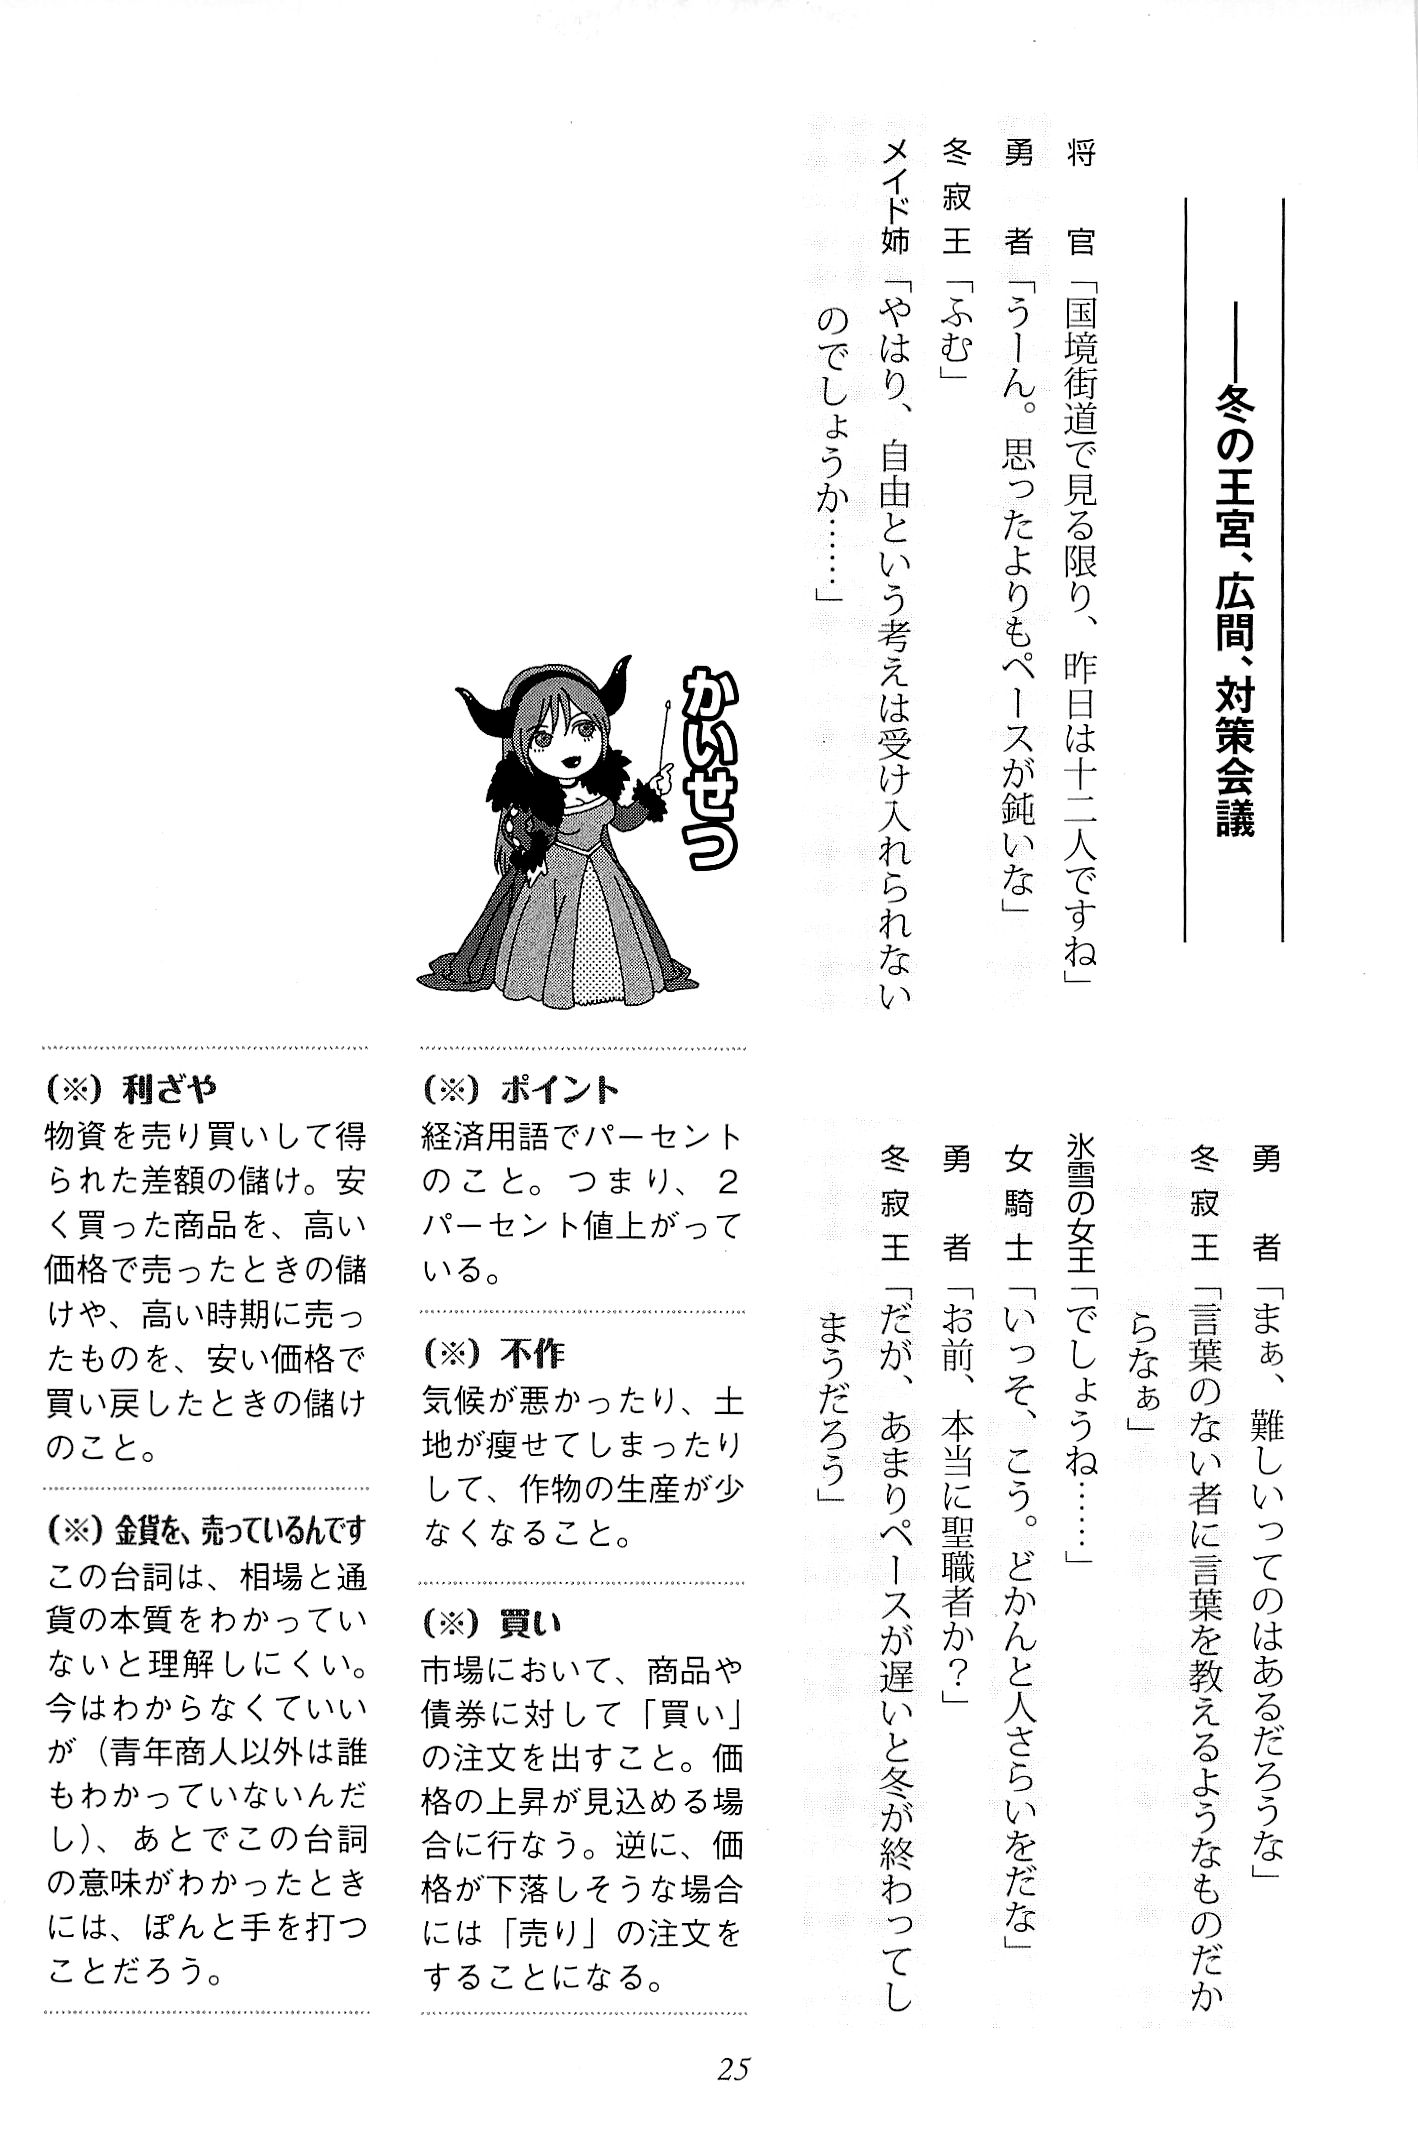 ――冬の王宮、広間、対策会議
将官「国境街道で見る限り、昨日は十二人ですね」
勇者「うーん。思ったよりもペースが鈍いな」
冬寂王「ふむ」
メイド姉「やはり、自由という考えは受け入れられない
のでしょうか……」
勇者「まぁ、難しいってのはあるだろうな」
冬寂王「言葉のない者に言葉を教えるようなものだか
らなぁ」
氷雪の女王「でしょうね……」
女騎士「いっそ、こう。どかんと人さらいをだな」
勇者「お前、本当に聖職者か？」
冬寂王「だが、あまりペースが遅いと冬が終わってし
まうだろう」
かいせつ
（※）ポイント
経済用語でパーセント
のこと。つまり、２
パーセント値上がって
いる。
（※）不作
気候が悪かったり、土
地が痩せてしまったり
して、作物の生産が少
なくなること。
（※）買い
市場において、商品や
債券に対して「買い」
の注文を出すこと。価
格の上昇が見込める場
合に行なう。逆に、価
格が下落しそうな場合
には「売り」の注文を
することになる。
（※）利ざや
物資を売り買いして得
られた差額の儲け。安
く買った商品を、高い
価格で売ったときの儲
けや、高い時期に売っ
たものを、安い価格で
買い戻したときの儲け
のこと。
（※）金貨を、売っているんです
この台詞は、相場と通
貨の本質をわかってい
ないと理解しにくい。
今はわからなくていい
が（青年商人以外は誰
もわかっていないんだ
し）、あとでこの台詞
の意味がわかったとき
には、ぽんと手を打つ
ことだろう。
25